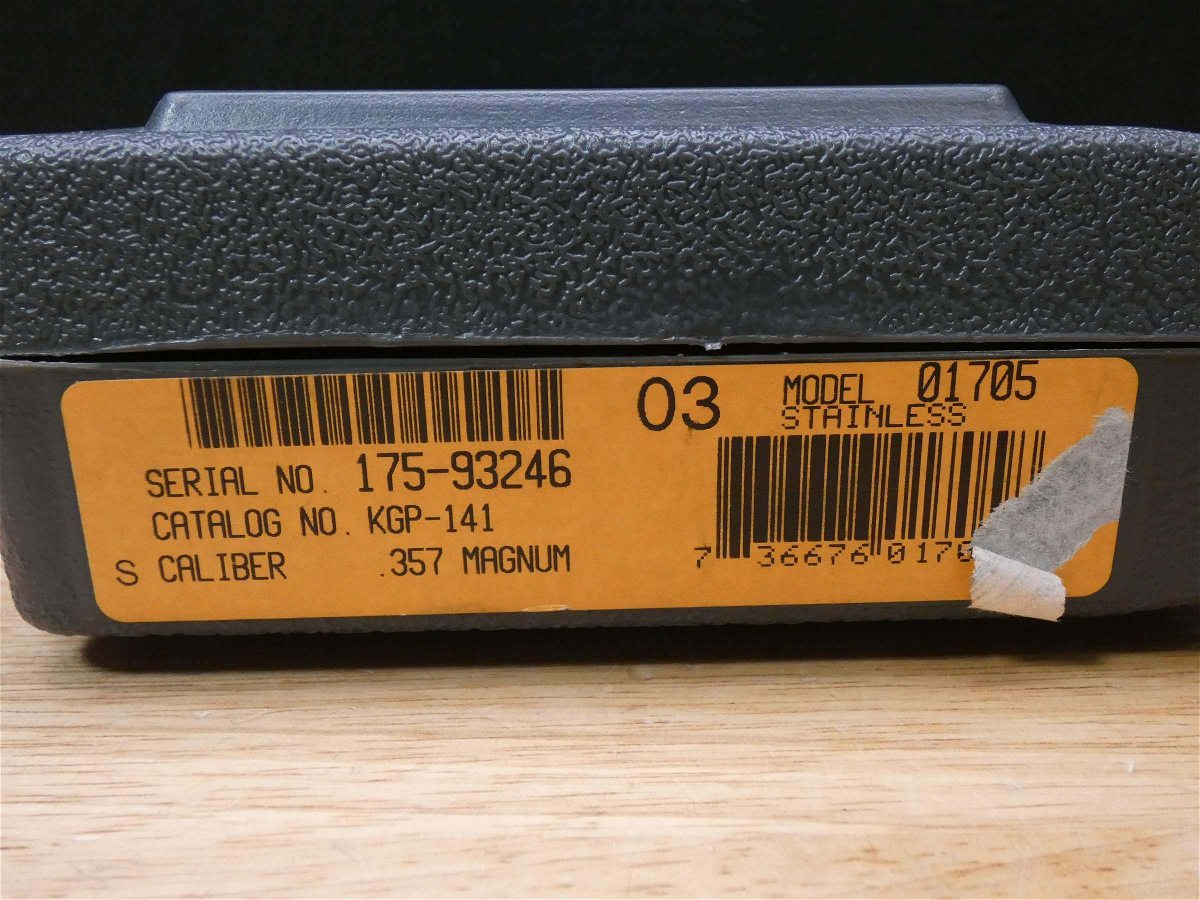 03
MODEL 01705
STAINLESS
SERIAL NO. 175-93246
CATALOG NO. KGP-141
S CALIBER .357 MAGNUM
7 36676 017